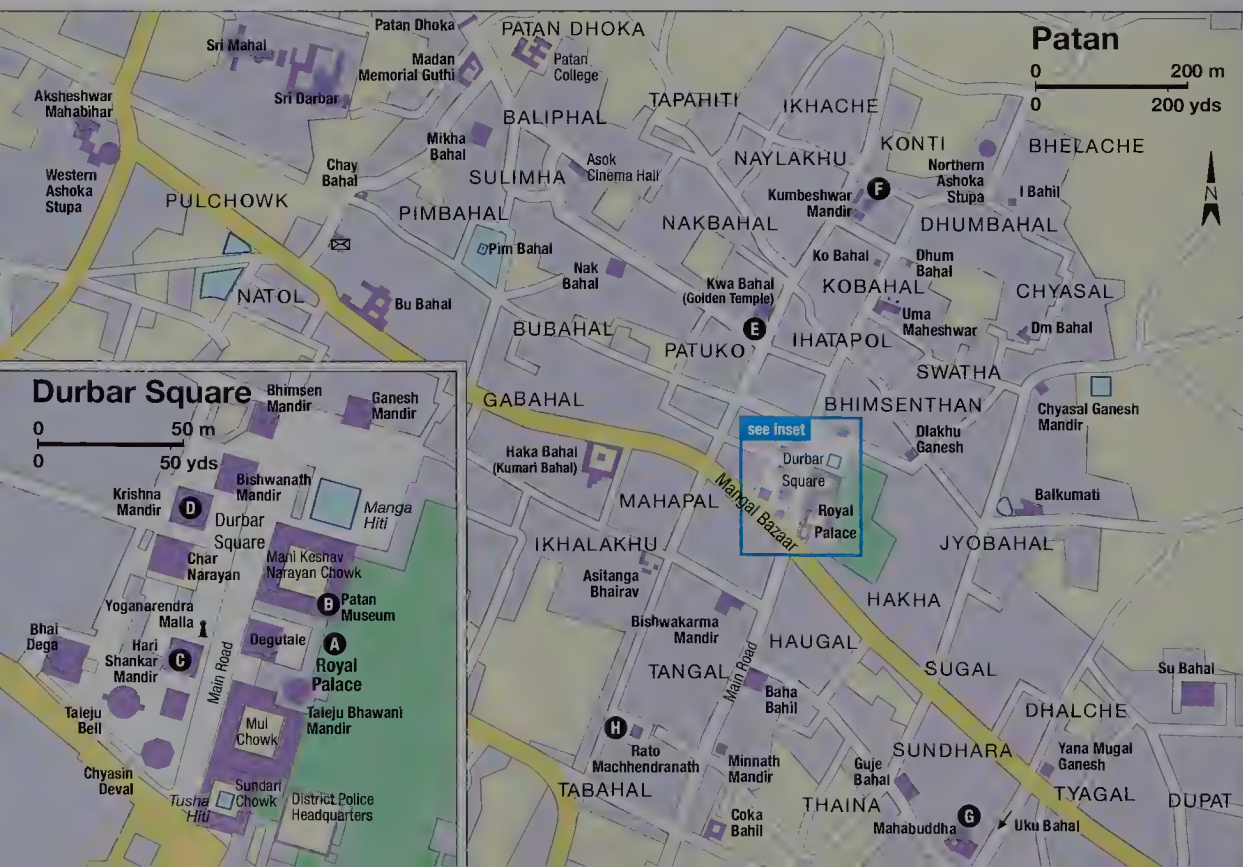 Patan
0 200 m
0 200 yds
N
Patan Dhoka
PATAN DHOKA
Sri Mahal
Madan
Memorial Guthi
Patan
College
Sri Darbar
Aksheshwar
Mahabihar
TAPAHITI
IKHACHE
BALIPHAL
Mikha
Bahal
KONTI
BHELACHE
NAYLAKHU
Asok
Cinema Hall
Northern
Ashoka
Stupa
Chay
Bahal
Western
Ashoka
Stupa
SULIMHA
Kumbeshwar
Mandir
F
I Bahil
PULCHOWK
PIMBAHAL
NAKBAHAL
DHUMBAHAL
Pim Bahal
Ko Bahal
Dhum
Bahal
Nak
Bahal
Kwa Bahal
(Golden Temple)
KOBAHAL
CHYASAL
NATOL
Bu Bahal
Uma
Maheshwar
Dm Bahal
BUBAHAL
E
PATUKO
IHATAPOL
SWATHA
GABAHAL
BHIMSENTHAN
Chyasal Ganesh
Mandir
see inset
Dlakhu
Ganesh
Haka Bahal
(Kumari Bahal)
Durbar
Square
MAHAPAL
Mangal Bazaar
Royal
Palace
Balkumati
IKHALAKHU
JYOBAHAL
Asitanga
Bhairav
HAKHA
Bishwakarma
Mandir
HAUGAL
SUGAL
TANGAL
Main Road
Su Bahal
Baha
Bahil
DHALCHE
H
Rato
Machhendranath
Minnath
Mandir
SUNDHARA
Yana Mugal
Ganesh
Guje
Bahal
TABAHAL
THAINA
TYAGAL
DUPAT
Coka
Bahil
Mahabuddha
G
Uku Bahal
Durbar Square
0 50 m
0 50 yds
Bhimsen
Mandir
Ganesh
Mandir
Bishwanath
Mandir
Krishna
Mandir
D
Manga
Hiti
Durbar
Square
Char
Narayan
Mani Keshav
Narayan Chowk
Yoganarendra
Malla
B
Patan
Museum
Bhai
Dega
Hari
Shankar
Mandir
C
Degutale
A
Royal
Palace
Main Road
Taleju
Bell
Taleju Bhawani
Mandir
Mul
Chowk
Chyasin
Deval
Sundari
Chowk
Tusha
Hiti
District Police
Headquarters